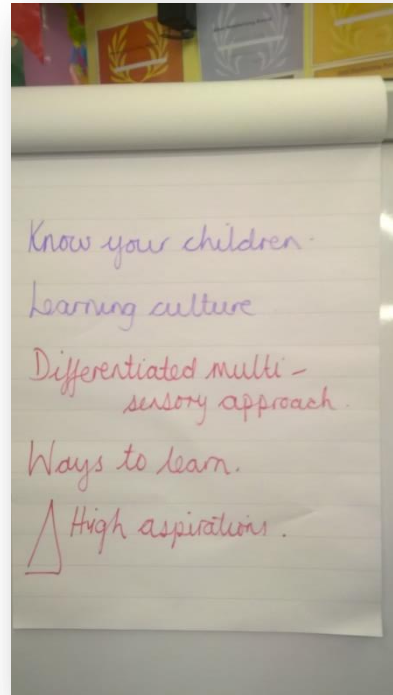 Know your children.
Learning culture
Differentiated multi-
sensory approach.
Ways to learn.
High aspirations.